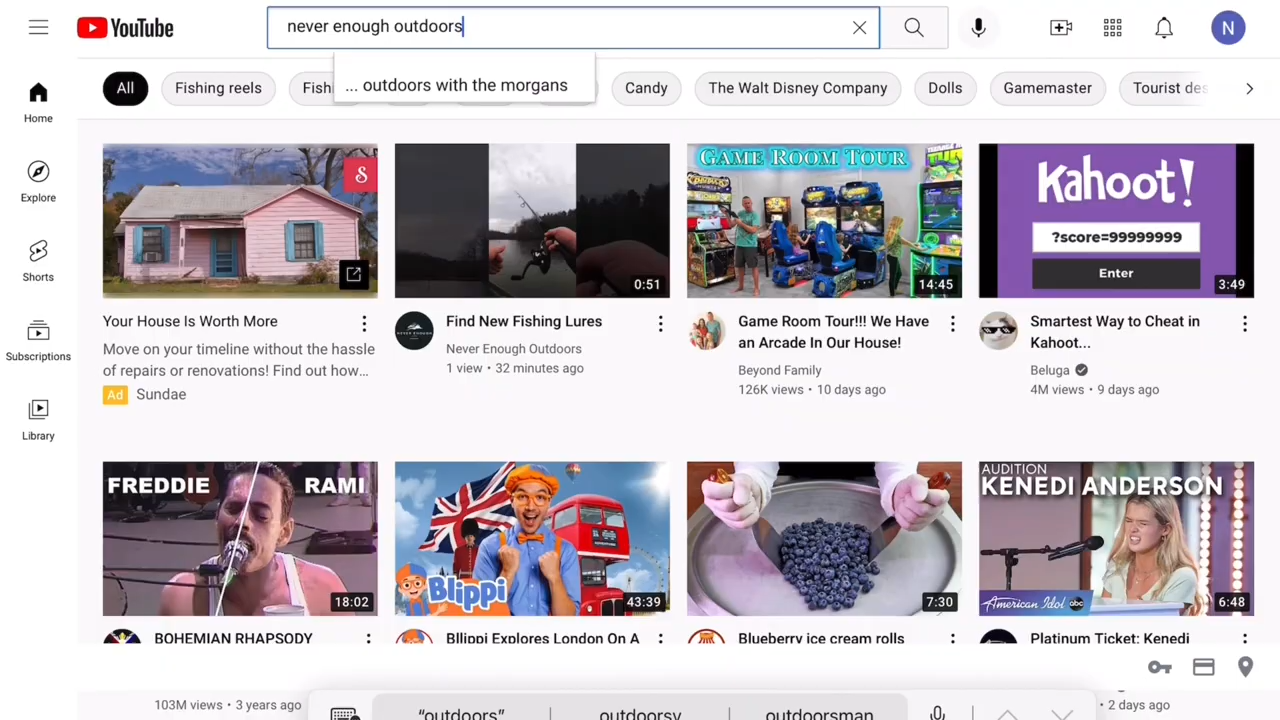 YouTube
never enough outdoors
N
... outdoors with the morgans
All
Fishing reels
Fishi
Candy
The Walt Disney Company
Dolls
Gamemaster
Tourist des
Home
Explore
Shorts
Subscriptions
Library
S
Your House Is Worth More
Move on your timeline without the hassle
of repairs or renovations! Find out how...
Ad Sundae
0:51
NEVER ENOUGH
Find New Fishing Lures
Never Enough Outdoors
1 view • 32 minutes ago
GAME ROOM TOUR
14:45
Game Room Tour!!! We Have
an Arcade In Our House!
Beyond Family
126K views • 10 days ago
Kahoot!
?score=99999999
Enter
3:49
Smartest Way to Cheat in
Kahoot...
Beluga
4M views • 9 days ago
FREDDIE RAMI
18:02
BOHEMIAN RHAPSODY
103M views • 3 years ago
Blippi
43:39
Bllippi Explores London On A
7:30
Blueberry ice cream rolls
AUDITION
KENEDI ANDERSON
American Idol abc
6:48
Platinum Ticket: Kenedi
• 2 days ago
"outdoors"
outdoorsy
outdoorsman